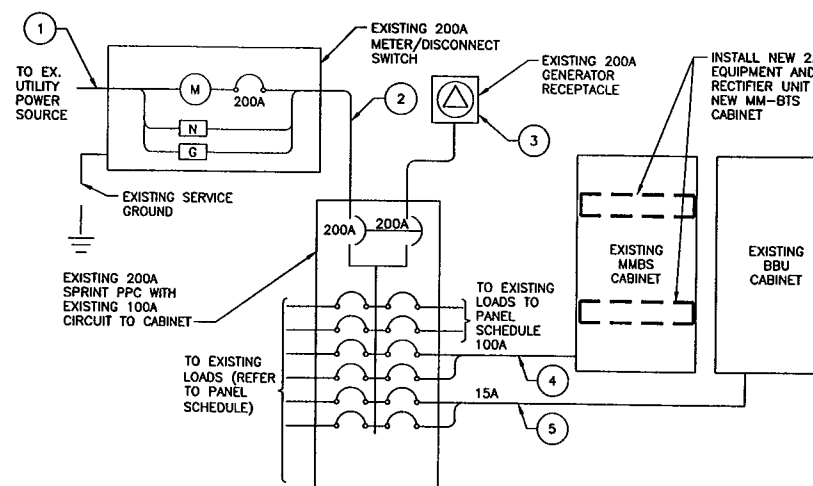 1
EXISTING 200A
METER/DISCONNECT
SWITCH
TO EX.
UTILITY
POWER
SOURCE
M
200A
N
G
2
EXISTING 200A
GENERATOR
RECEPTACLE
3
INSTALL NEW 2.
EQUIPMENT AND
RECTIFIER UNIT
NEW MM-BTS
CABINET
EXISTING SERVICE
GROUND
200A
200A
EXISTING
MMBS
CABINET
EXISTING
BBU
CABINET
EXISTING 200A
SPRINT PPC WITH
EXISTING 100A
CIRCUIT TO CABINET
TO EXISTING
LOADS TO
PANEL
SCHEDULE
100A
TO EXISTING
LOADS (REFER
TO PANEL
SCHEDULE)
4
15A
5